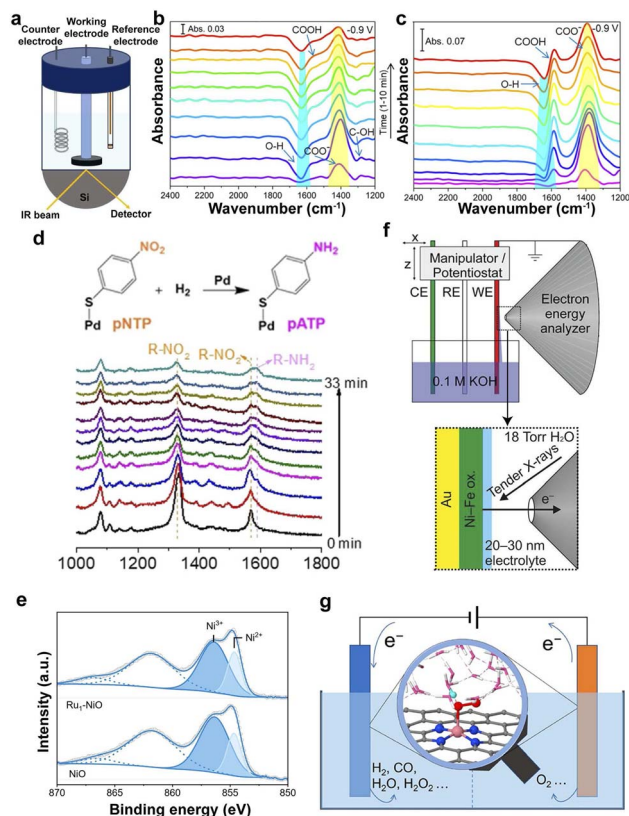 a
Counter
electrode
Working
electrode
Reference
electrode
Si
IR beam
Detector
b
Abs. 0.03
COOH
-0.9 V
O-H
COO⁻
C-OH
Absorbance
Time (1-10 min)
2400 2200 2000 1800 1600 1400 1200
Wavenumber (cm⁻¹)
c
Abs. 0.07
COOH
COO⁻
-0.9 V
O-H
Absorbance
2400 2200 2000 1800 1600 1400 1200
Wavenumber (cm⁻¹)
d
NO₂
S
Pd
pNTP
+ H₂
Pd
NH₂
S
Pd
pATP
R-NO₂
R-NO₂
R-NH₂
33 min
0 min
1000 1200 1400 1600 1800
e
Ni³⁺
Ni²⁺
Ru₁-NiO
NiO
Intensity (a.u.)
870 865 860 855 850
Binding energy (eV)
f
x
z
Manipulator /
Potentiostat
CE RE WE
Electron
energy
analyzer
0.1 M KOH
18 Torr H₂O
Tender X-rays
Au
Ni–Fe ox.
e⁻
20–30 nm
electrolyte
g
e⁻
e⁻
H₂, CO,
H₂O, H₂O₂ ...
O₂ ...